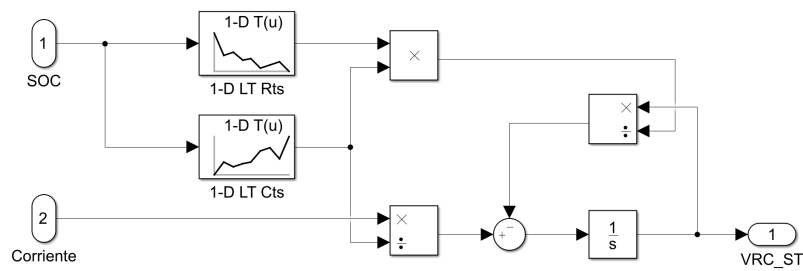 1
SOC
1-D T(u)
1-D LT Rts
×
1-D T(u)
1-D LT Cts
×
÷
2
Corriente
×
÷
+
−
1
s
1
VRC_ST